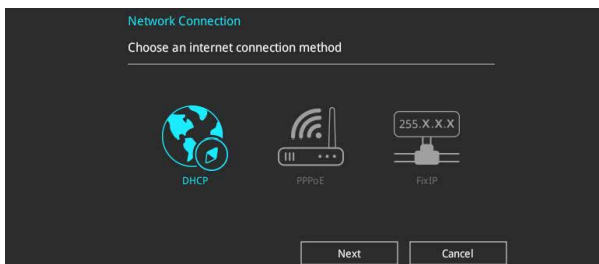 Network Connection
Choose an internet connection method
255.X.X.X
DHCP
PPPoE
FixIP
Next
Cancel